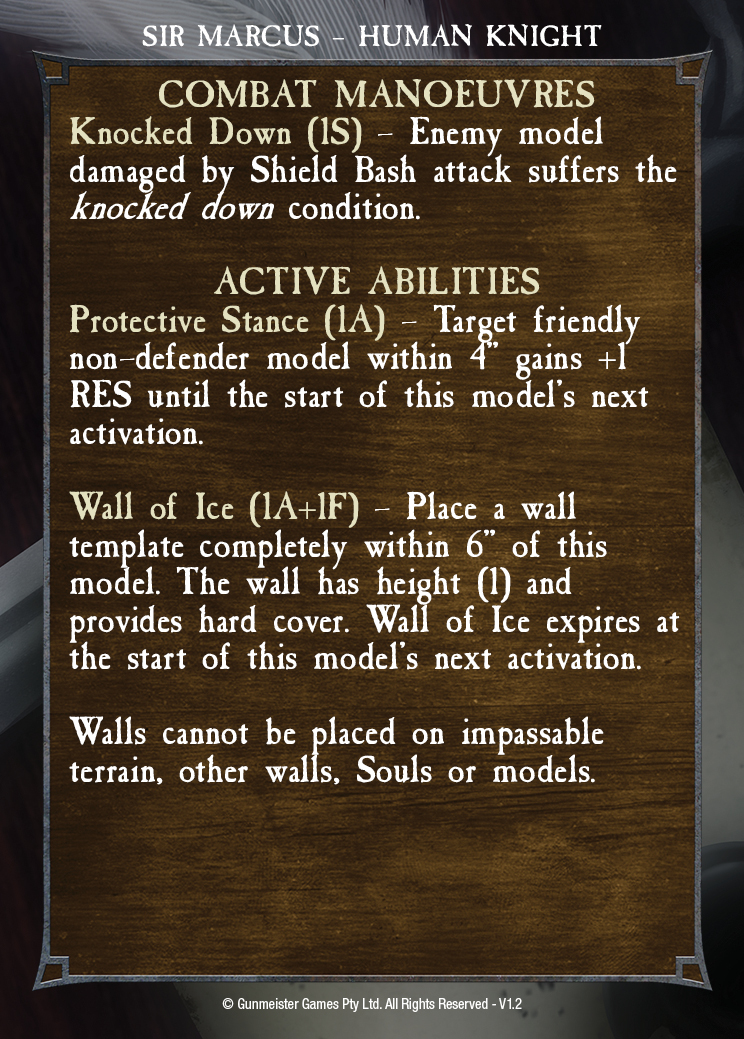 SIR MARCUS – HUMAN KNIGHT
COMBAT MANOEUVRES
Knocked Down (1S) – Enemy model
damaged by Shield Bash attack suffers the
knocked down condition.
ACTIVE ABILITIES
Protective Stance (1A) – Target friendly
non-defender model within 4” gains +1
RES until the start of this model’s next
activation.
Wall of Ice (1A+1F) – Place a wall
template completely within 6” of this
model. The wall has height (1) and
provides hard cover. Wall of Ice expires at
the start of this model’s next activation.
Walls cannot be placed on impassable
terrain, other walls, Souls or models.
© Gunmeister Games Pty Ltd. All Rights Reserved - V1.2